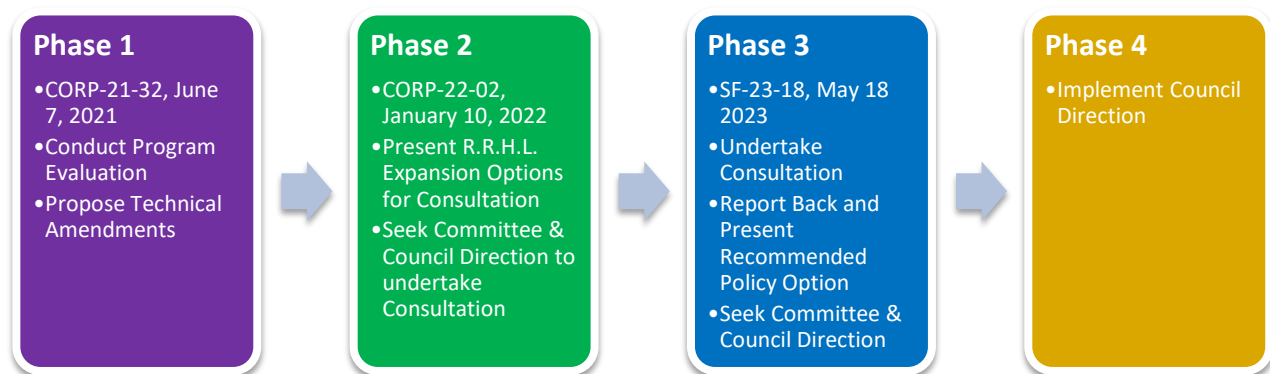 Phase 1
•CORP-21-32, June
7, 2021
•Conduct Program
Evaluation
•Propose Technical
Amendments
Phase 2
•CORP-22-02,
January 10, 2022
•Present R.R.H.L.
Expansion Options
for Consultation
•Seek Committee &
Council Direction to
undertake
Consultation
Phase 3
•SF-23-18, May 18
2023
•Undertake
Consultation
•Report Back and
Present
Recommended
Policy Option
•Seek Committee &
Council Direction
Phase 4
•Implement Council
Direction